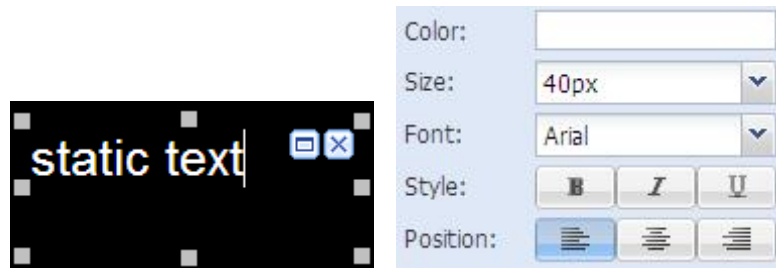 static text
Color:
Size: 40px
Font: Arial
Style: B I U
Position: